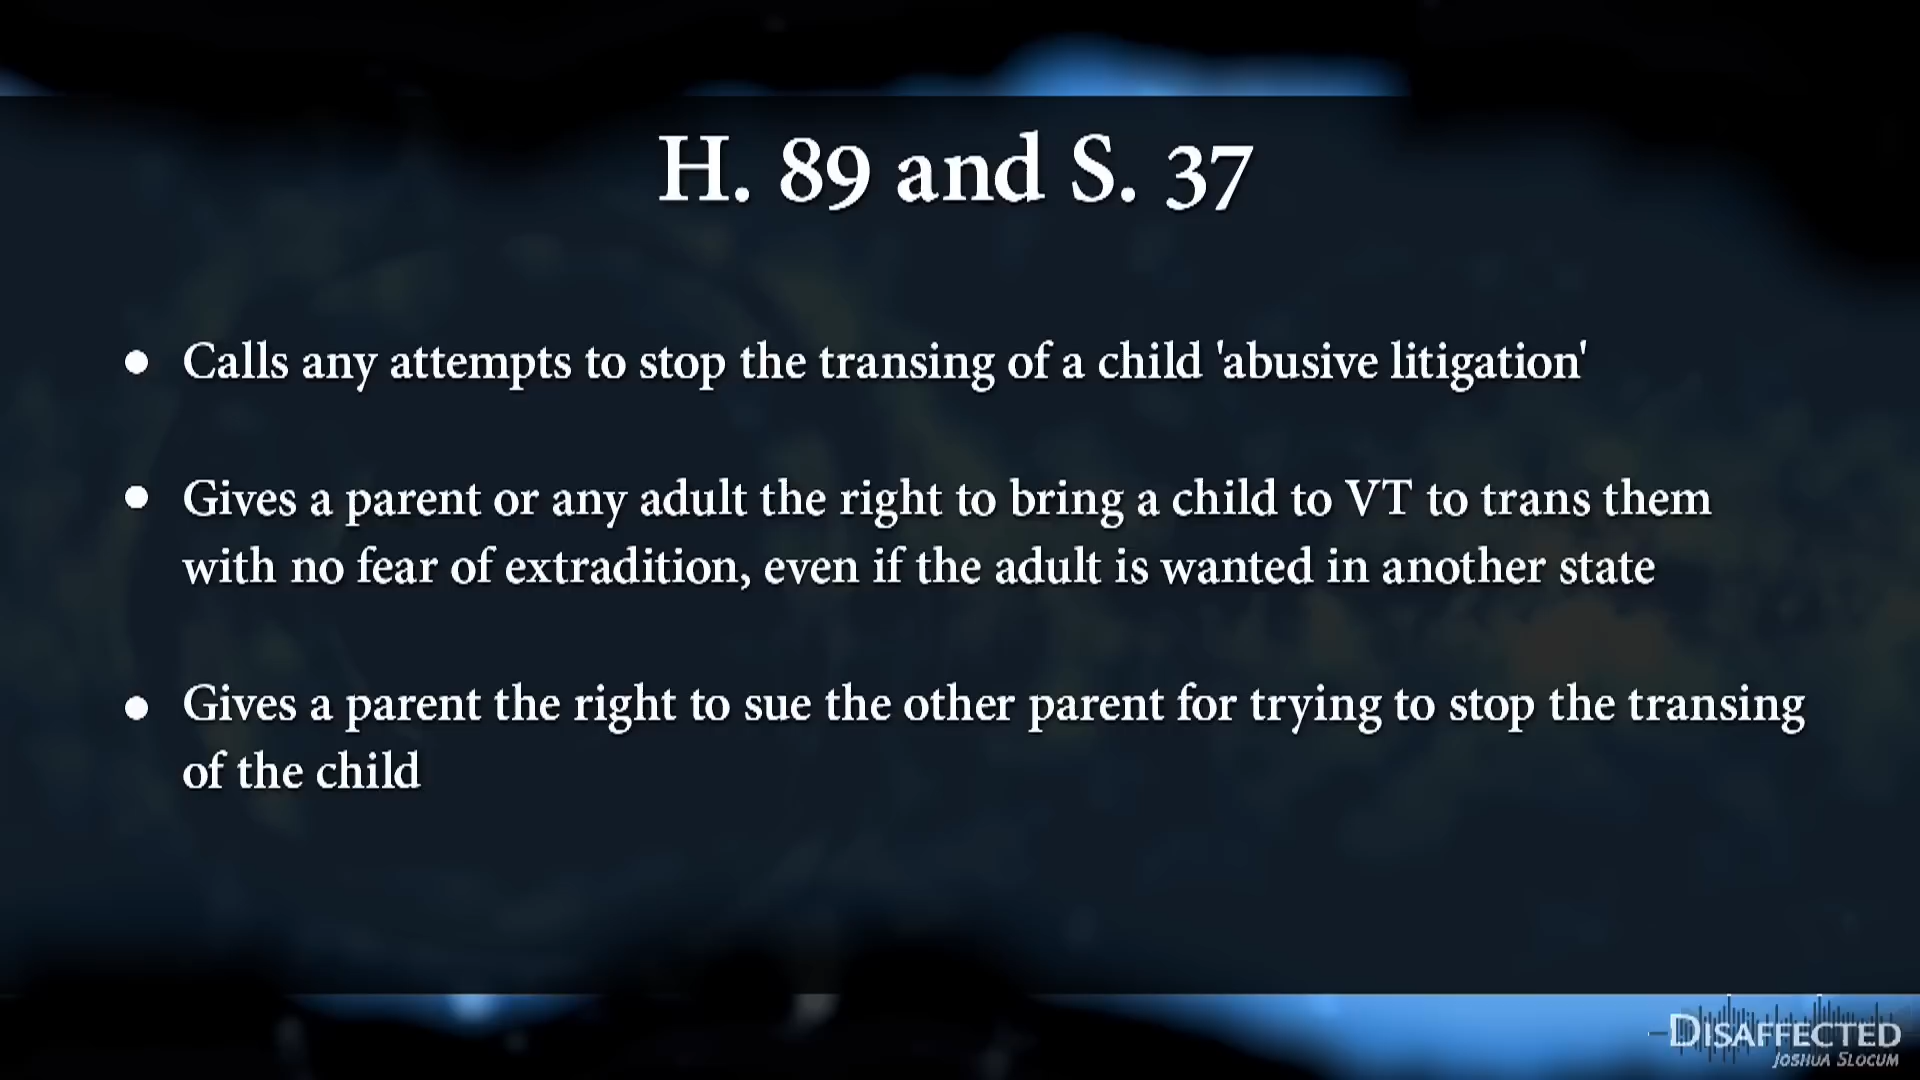 H. 89 and S. 37
● Calls any attempts to stop the transing of a child 'abusive litigation'
● Gives a parent or any adult the right to bring a child to VT to trans them
with no fear of extradition, even if the adult is wanted in another state
● Gives a parent the right to sue the other parent for trying to stop the transing
of the child
DISAFFECTED
JOSHUA SLOCUM